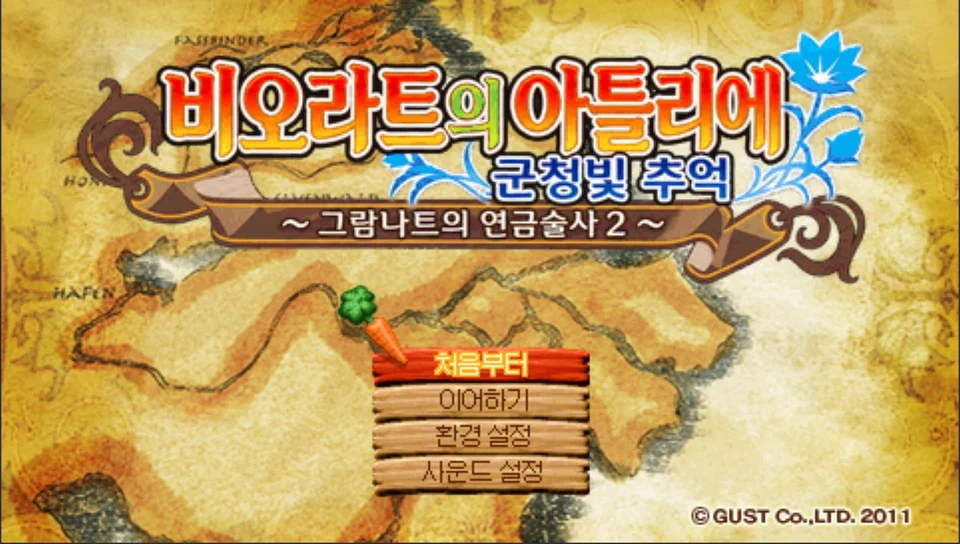 FASSBINDER
비오라트의 아틀리에
군청빛 추억
～ 그람나트의 연금술사 2 ～
HAFEN
처음부터
이어하기
환경 설정
사운드 설정
© GUST Co.,LTD. 2011